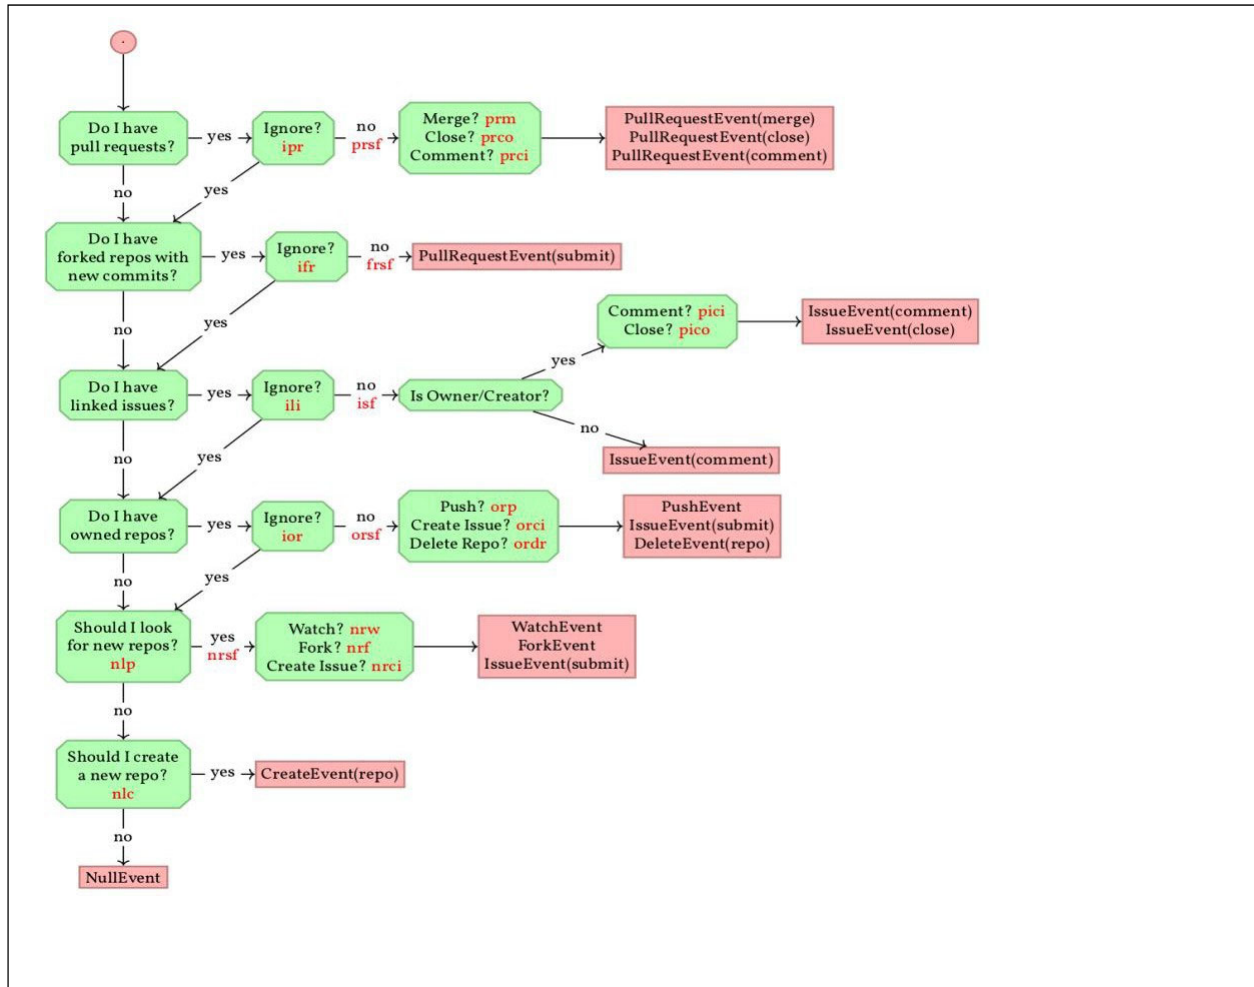 Do I have
pull requests?
yes
Ignore?
ipr
no
prsf
Merge? prm
Close? prco
Comment? prci
PullRequestEvent(merge)
PullRequestEvent(close)
PullRequestEvent(comment)
no
yes
Do I have
forked repos with
new commits?
yes
Ignore?
ifr
no
frsf
PullRequestEvent(submit)
no
yes
Comment? pici
Close? pico
IssueEvent(comment)
IssueEvent(close)
yes
Do I have
linked issues?
yes
Ignore?
ili
no
isf
Is Owner/Creator?
no
IssueEvent(comment)
no
yes
Do I have
owned repos?
yes
Ignore?
ior
no
orsf
Push? orp
Create Issue? orci
Delete Repo? ordr
PushEvent
IssueEvent(submit)
DeleteEvent(repo)
no
yes
Should I look
for new repos?
nlp
yes
nrsf
Watch? nrw
Fork? nrf
Create Issue? nrci
WatchEvent
ForkEvent
IssueEvent(submit)
no
Should I create
a new repo?
nlc
yes
CreateEvent(repo)
no
NullEvent